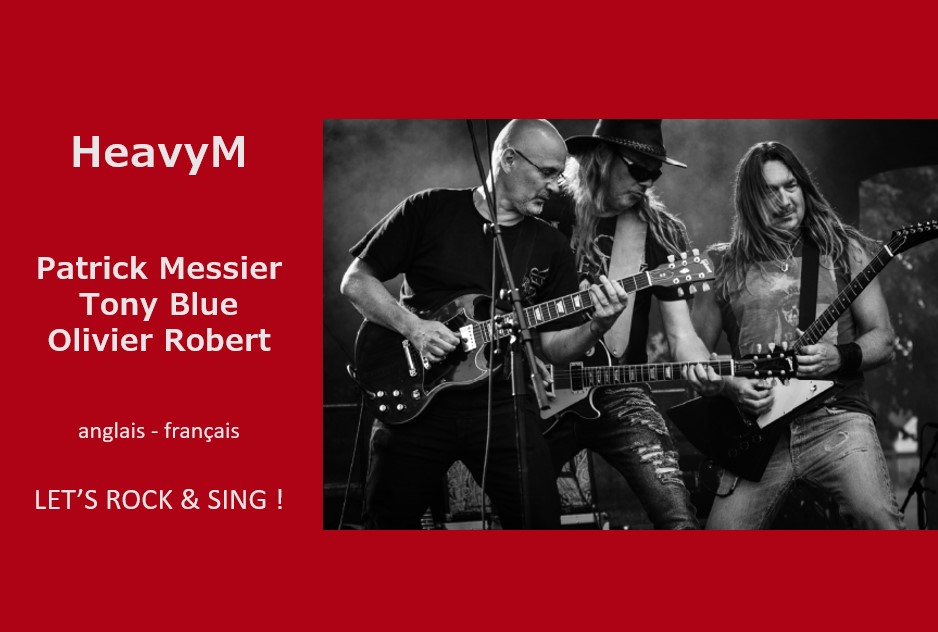 HeavyM
Patrick Messier
Tony Blue
Olivier Robert
anglais - français
LET’S ROCK & SING !